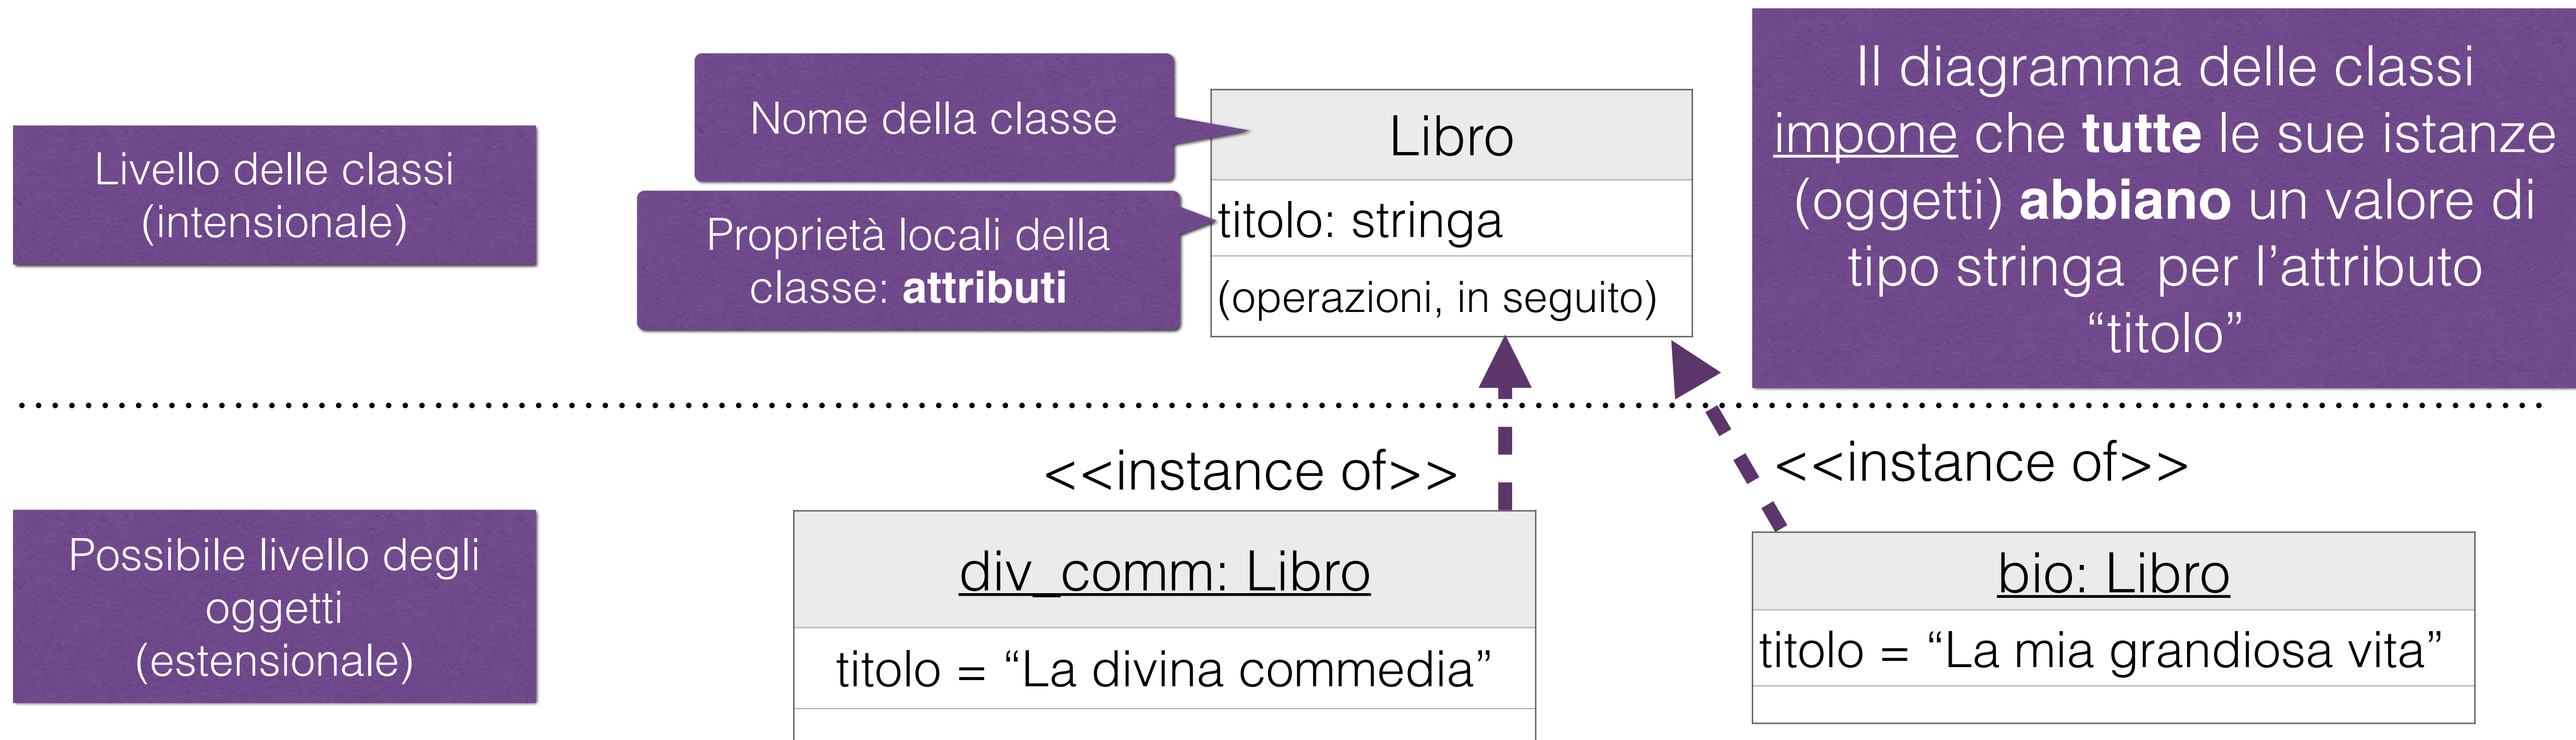 Livello delle classi
(intensionale)
Nome della classe
Proprietà locali della
classe: attributi
Libro
titolo: stringa
(operazioni, in seguito)
Il diagramma delle classi
impone che tutte le sue istanze
(oggetti) abbiano un valore di
tipo stringa per l’attributo
“titolo”
<<instance of>>
<<instance of>>
Possibile livello degli
oggetti
(estensionale)
div_comm: Libro
titolo = “La divina commedia”
bio: Libro
titolo = “La mia grandiosa vita”